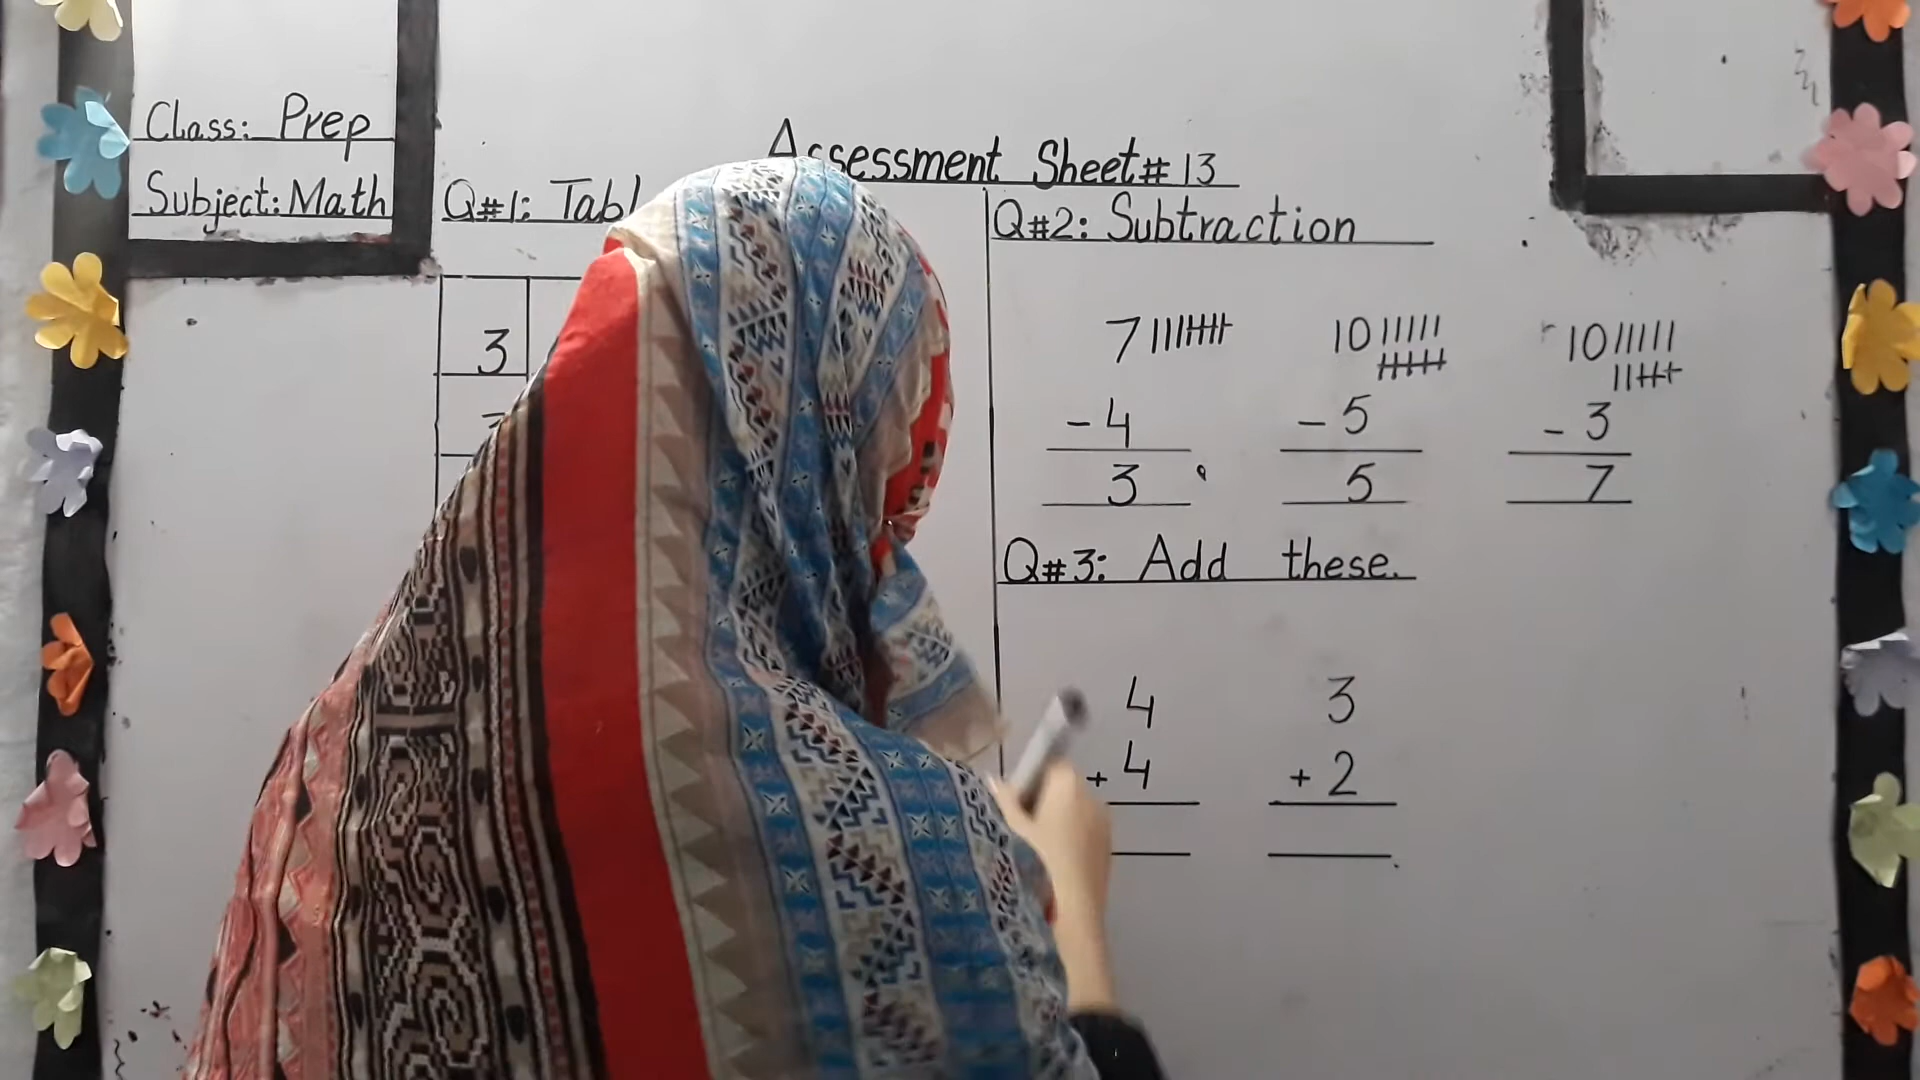 Class: Prep
Subject: Math
Assessment Sheet # 13
Q#1:
3
Q#2: Subtraction
7 10 10
- 4 - 5 - 3
3 5 7
Q#3: Add these.
4 3
+ 4 + 2